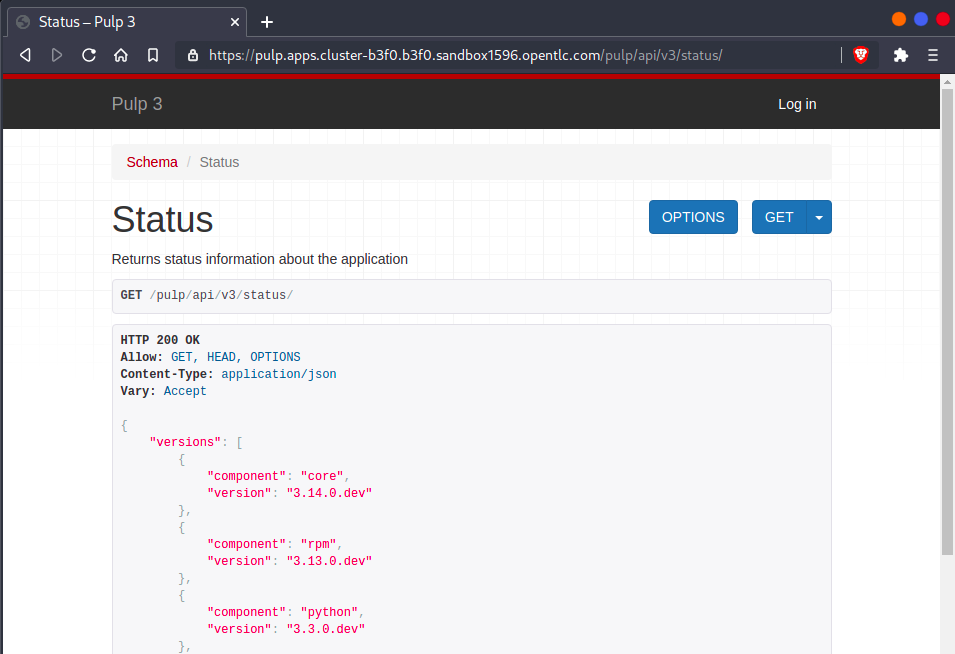 Status – Pulp 3
https://pulp.apps.cluster-b3f0.b3f0.sandbox1596.opentlc.com/pulp/api/v3/status/
Pulp 3
Log in
Schema / Status
Status
OPTIONS
GET
Returns status information about the application
GET /pulp/api/v3/status/
HTTP 200 OK
Allow: GET, HEAD, OPTIONS
Content-Type: application/json
Vary: Accept
{
"versions": [
{
"component": "core",
"version": "3.14.0.dev"
},
{
"component": "rpm",
"version": "3.13.0.dev"
},
{
"component": "python",
"version": "3.3.0.dev"
},